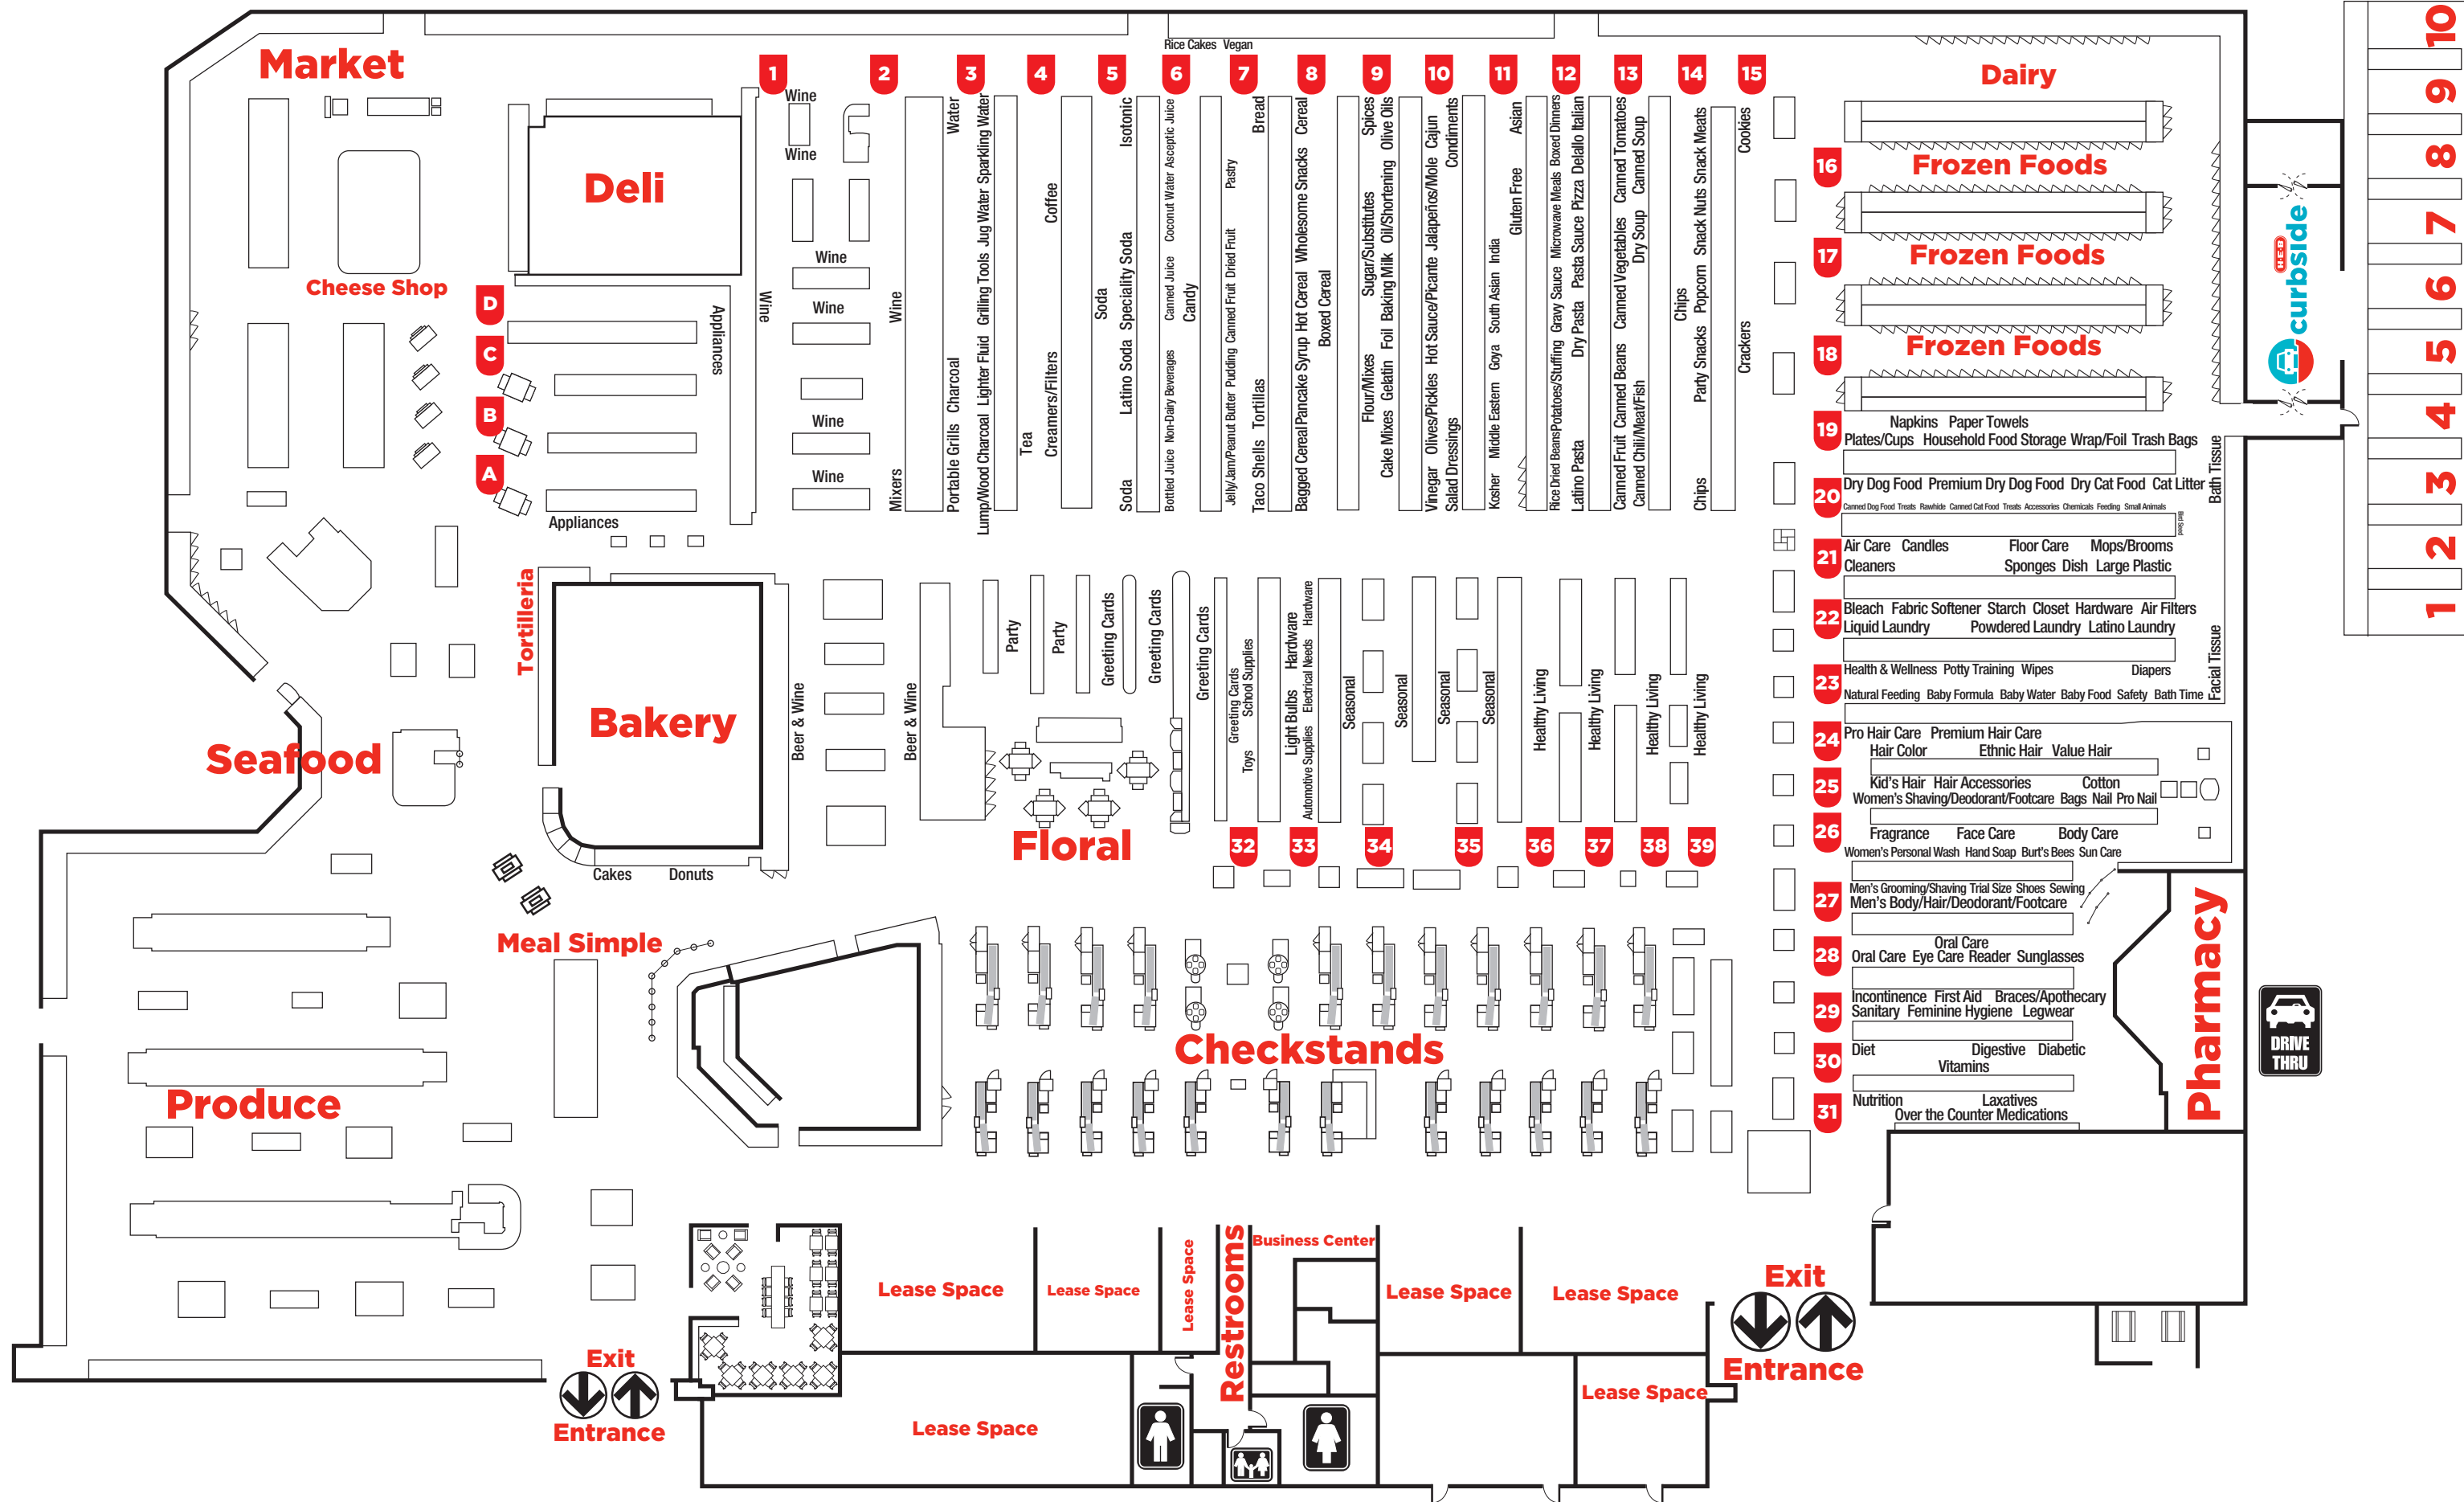 Market
Deli
Cheese Shop
D
C
B
A
Appliances
Appliances
Tortilleria
Bakery
Cakes Donuts
Seafood
Meal Simple
Produce
Exit
Entrance
1
2
3
4
5
6
7
8
9
10
11
12
13
14
15
Rice Cakes Vegan
Wine
Wine
Wine
Wine
Wine
Wine
Wine
Wine
Mixers Wine
Portable Grills Charcoal Water
Lump/Wood Charcoal Lighter Fluid Grilling Tools Jug Water Sparkling Water
Tea
Creamers/Filters Coffee
Soda
Soda Latino Soda Speciality Soda Isotonic
Bottled Juice Non-Dairy Beverages Canned Juice Coconut Water Asceptic Juice
Candy
Jelly/Jam/Peanut Butter Pudding Canned Fruit Dried Fruit Pastry
Taco Shells Tortillas Bread
Bagged Cereal Pancake Syrup Hot Cereal Wholesome Snacks Cereal
Boxed Cereal
Flour/Mixes Sugar/Substitutes Spices
Cake Mixes Gelatin Foil Baking Milk Oil/Shortening Olive Oils
Vinegar Olives/Pickles Hot Sauce/Picante Jalapeños/Mole Cajun
Salad Dressings Condiments
Kosher Middle Eastern Goya South Asian India
Gluten Free Asian
Rice Dried Beans Potatoes/Stuffing Gravy Sauce Microwave Meals Boxed Dinners
Latino Pasta Dry Pasta Pasta Sauce Pizza Delallo Italian
Canned Fruit Canned Beans Canned Vegetables Canned Tomatoes
Canned Chili/Meat/Fish Dry Soup Canned Soup
Chips
Chips Party Snacks Popcorn Snack Nuts Snack Meats
Crackers Cookies
Dairy
16
Frozen Foods
17
Frozen Foods
18
Frozen Foods
19
Napkins Paper Towels
Plates/Cups Household Food Storage Wrap/Foil Trash Bags
20
Dry Dog Food Premium Dry Dog Food Dry Cat Food Cat Litter
Canned Dog Food Treats Rawhide Canned Cat Food Treats Accessories Chemicals Feeding Small Animals
Bird Seed
Bath Tissue
21
Air Care Candles Floor Care Mops/Brooms
Cleaners Sponges Dish Large Plastic
22
Bleach Fabric Softener Starch Closet Hardware Air Filters
Liquid Laundry Powdered Laundry Latino Laundry
23
Health & Wellness Potty Training Wipes Diapers
Natural Feeding Baby Formula Baby Water Baby Food Safety Bath Time
Facial Tissue
24
Pro Hair Care Premium Hair Care
Hair Color Ethnic Hair Value Hair
25
Kid's Hair Hair Accessories Cotton
Women's Shaving/Deodorant/Footcare Bags Nail Pro Nail
26
Fragrance Face Care Body Care
Women's Personal Wash Hand Soap Burt's Bees Sun Care
27
Men's Grooming/Shaving Trial Size Shoes Sewing
Men's Body/Hair/Deodorant/Footcare
28
Oral Care
Oral Care Eye Care Reader Sunglasses
29
Incontinence First Aid Braces/Apothecary
Sanitary Feminine Hygiene Legwear
30
Diet Digestive Diabetic
Vitamins
31
Nutrition Laxatives
Over the Counter Medications
Pharmacy
DRIVE
THRU
H-E-B
curbside
10
9
8
7
6
5
4
3
2
1
Beer & Wine
Beer & Wine
Party
Party
Greeting Cards
Greeting Cards
Greeting Cards
Greeting Cards
Toys School Supplies
Light Bulbs Hardware
Automotive Supplies Electrical Needs Hardware
Seasonal
Seasonal
Seasonal
Seasonal
Healthy Living
Healthy Living
Healthy Living
Healthy Living
Floral
32
33
34
35
36
37
38
39
Checkstands
Lease Space
Lease Space
Lease Space
Restrooms
Business Center
Lease Space
Lease Space
Lease Space
Lease Space
Exit
Entrance